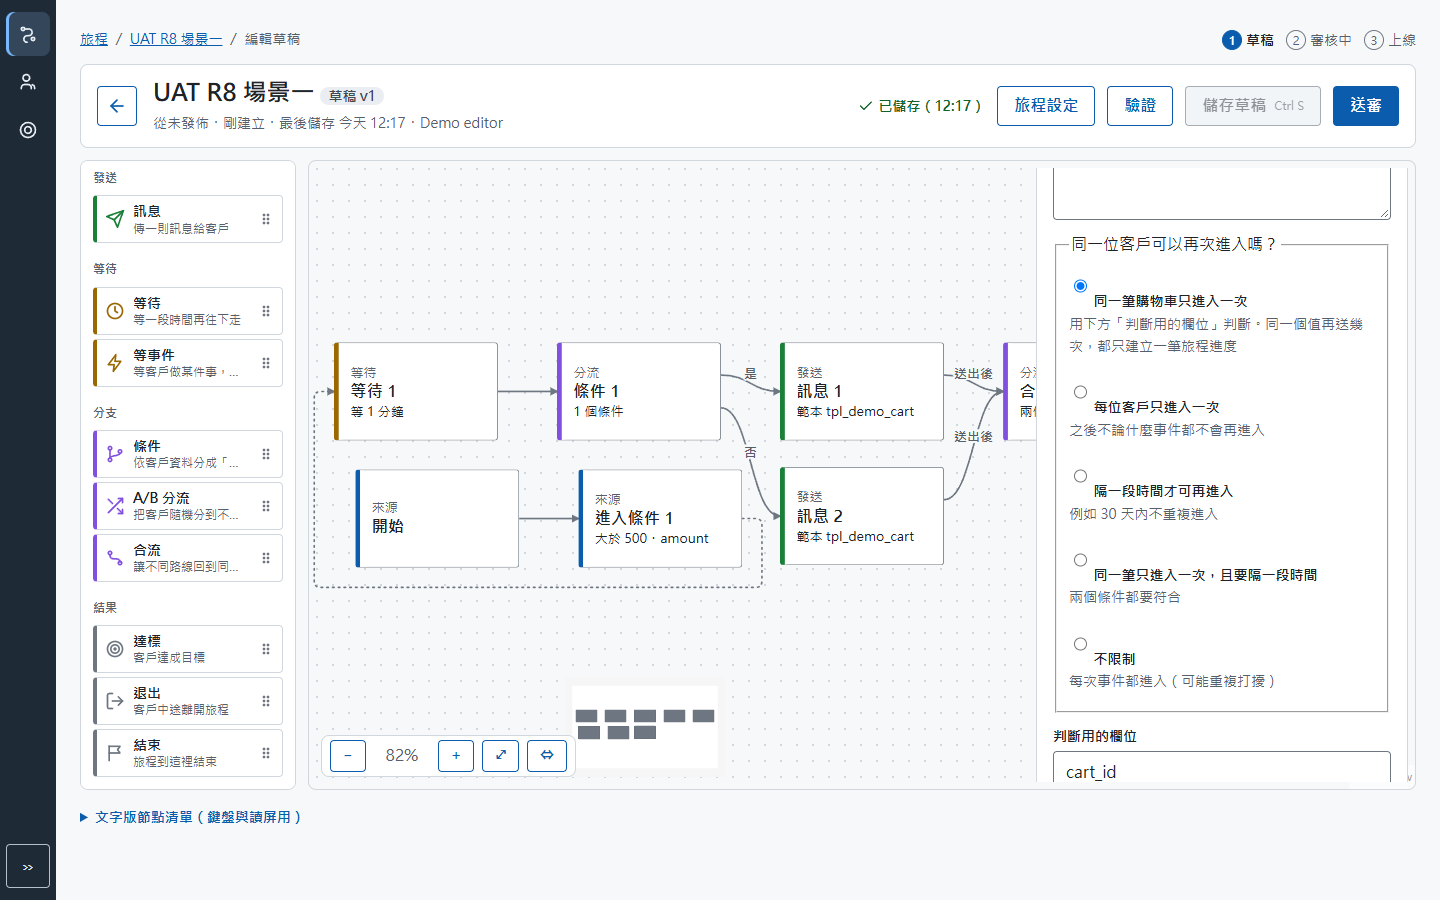 旅程 / UAT R8 場景一 / 編輯草稿
1 草稿 2 審核中 3 上線
UAT R8 場景一 草稿 v1
從未發佈 · 剛建立 · 最後儲存 今天 12:17 · Demo editor
已儲存（12:17）
旅程設定
驗證
儲存草稿 Ctrl S
送審
發送
訊息
傳一則訊息給客戶
等待
等待
等一段時間再往下走
等事件
等客戶做某件事，...
分支
條件
依客戶資料分成「...
A/B 分流
把客戶隨機分到不...
合流
讓不同路線回到同...
結果
達標
客戶達成目標
退出
客戶中途離開旅程
結束
旅程到這裡結束
等待
等待 1
等 1 分鐘
分流
條件 1
1 個條件
是
否
發送
訊息 1
範本 tpl_demo_cart
送出後
送出後
發送
訊息 2
範本 tpl_demo_cart
來源
開始
來源
進入條件 1
大於 500 · amount
− 82% +
同一位客戶可以再次進入嗎？
同一筆購物車只進入一次
用下方「判斷用的欄位」判斷。同一個值再送幾
次，都只建立一筆旅程進度
每位客戶只進入一次
之後不論什麼事件都不會再進入
隔一段時間才可再進入
例如 30 天內不重複進入
同一筆只進入一次，且要隔一段時間
兩個條件都要符合
不限制
每次事件都進入（可能重複打擾）
判斷用的欄位
cart_id
文字版節點清單（鍵盤與讀屏用）